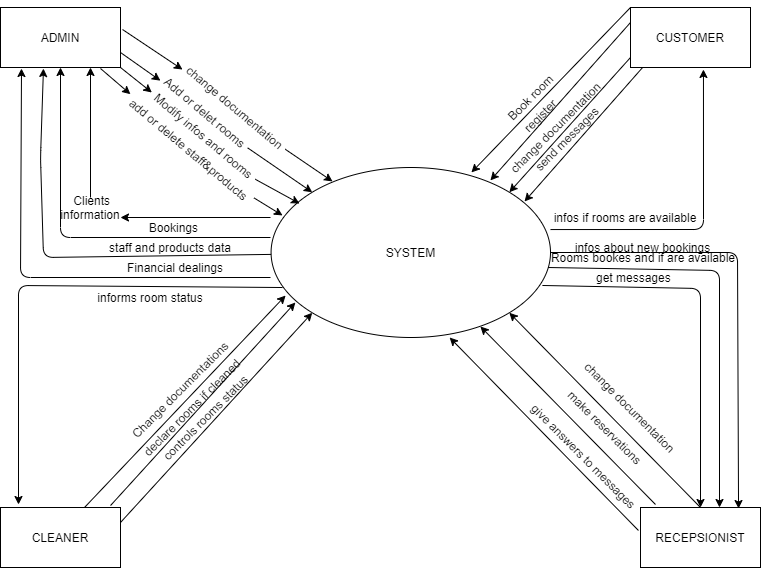 ADMIN
CUSTOMER
change documentation
Add or delet rooms
Modify infos and rooms
add or delete staff&products
Book room
register
change documentation
send messages
Clients
information
Bookings
staff and products data
Financial dealings
informs room status
SYSTEM
infos if rooms are available
infos about new bookings
Rooms bookes and if are available
get messages
Change documentations
declare rooms if cleaned
controls rooms status
change documentation
make reservations
give answers to messages
CLEANER
RECEPSIONIST